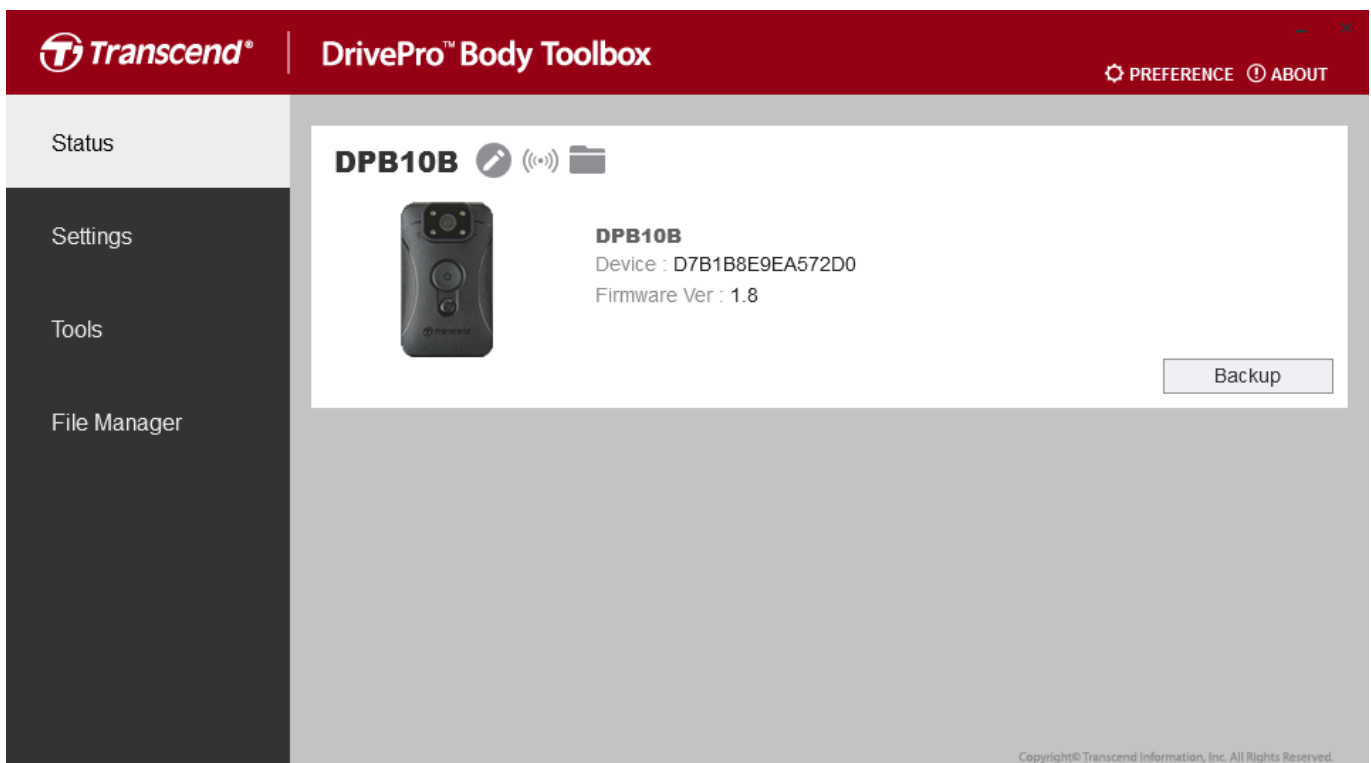 Transcend® DrivePro™ Body Toolbox
PREFERENCE ABOUT
Status
Settings
Tools
File Manager
DPB10B
DPB10B
Device : D7B1B8E9EA572D0
Firmware Ver : 1.8
Transcend
Backup
Copyright© Transcend Information, Inc. All Rights Reserved.